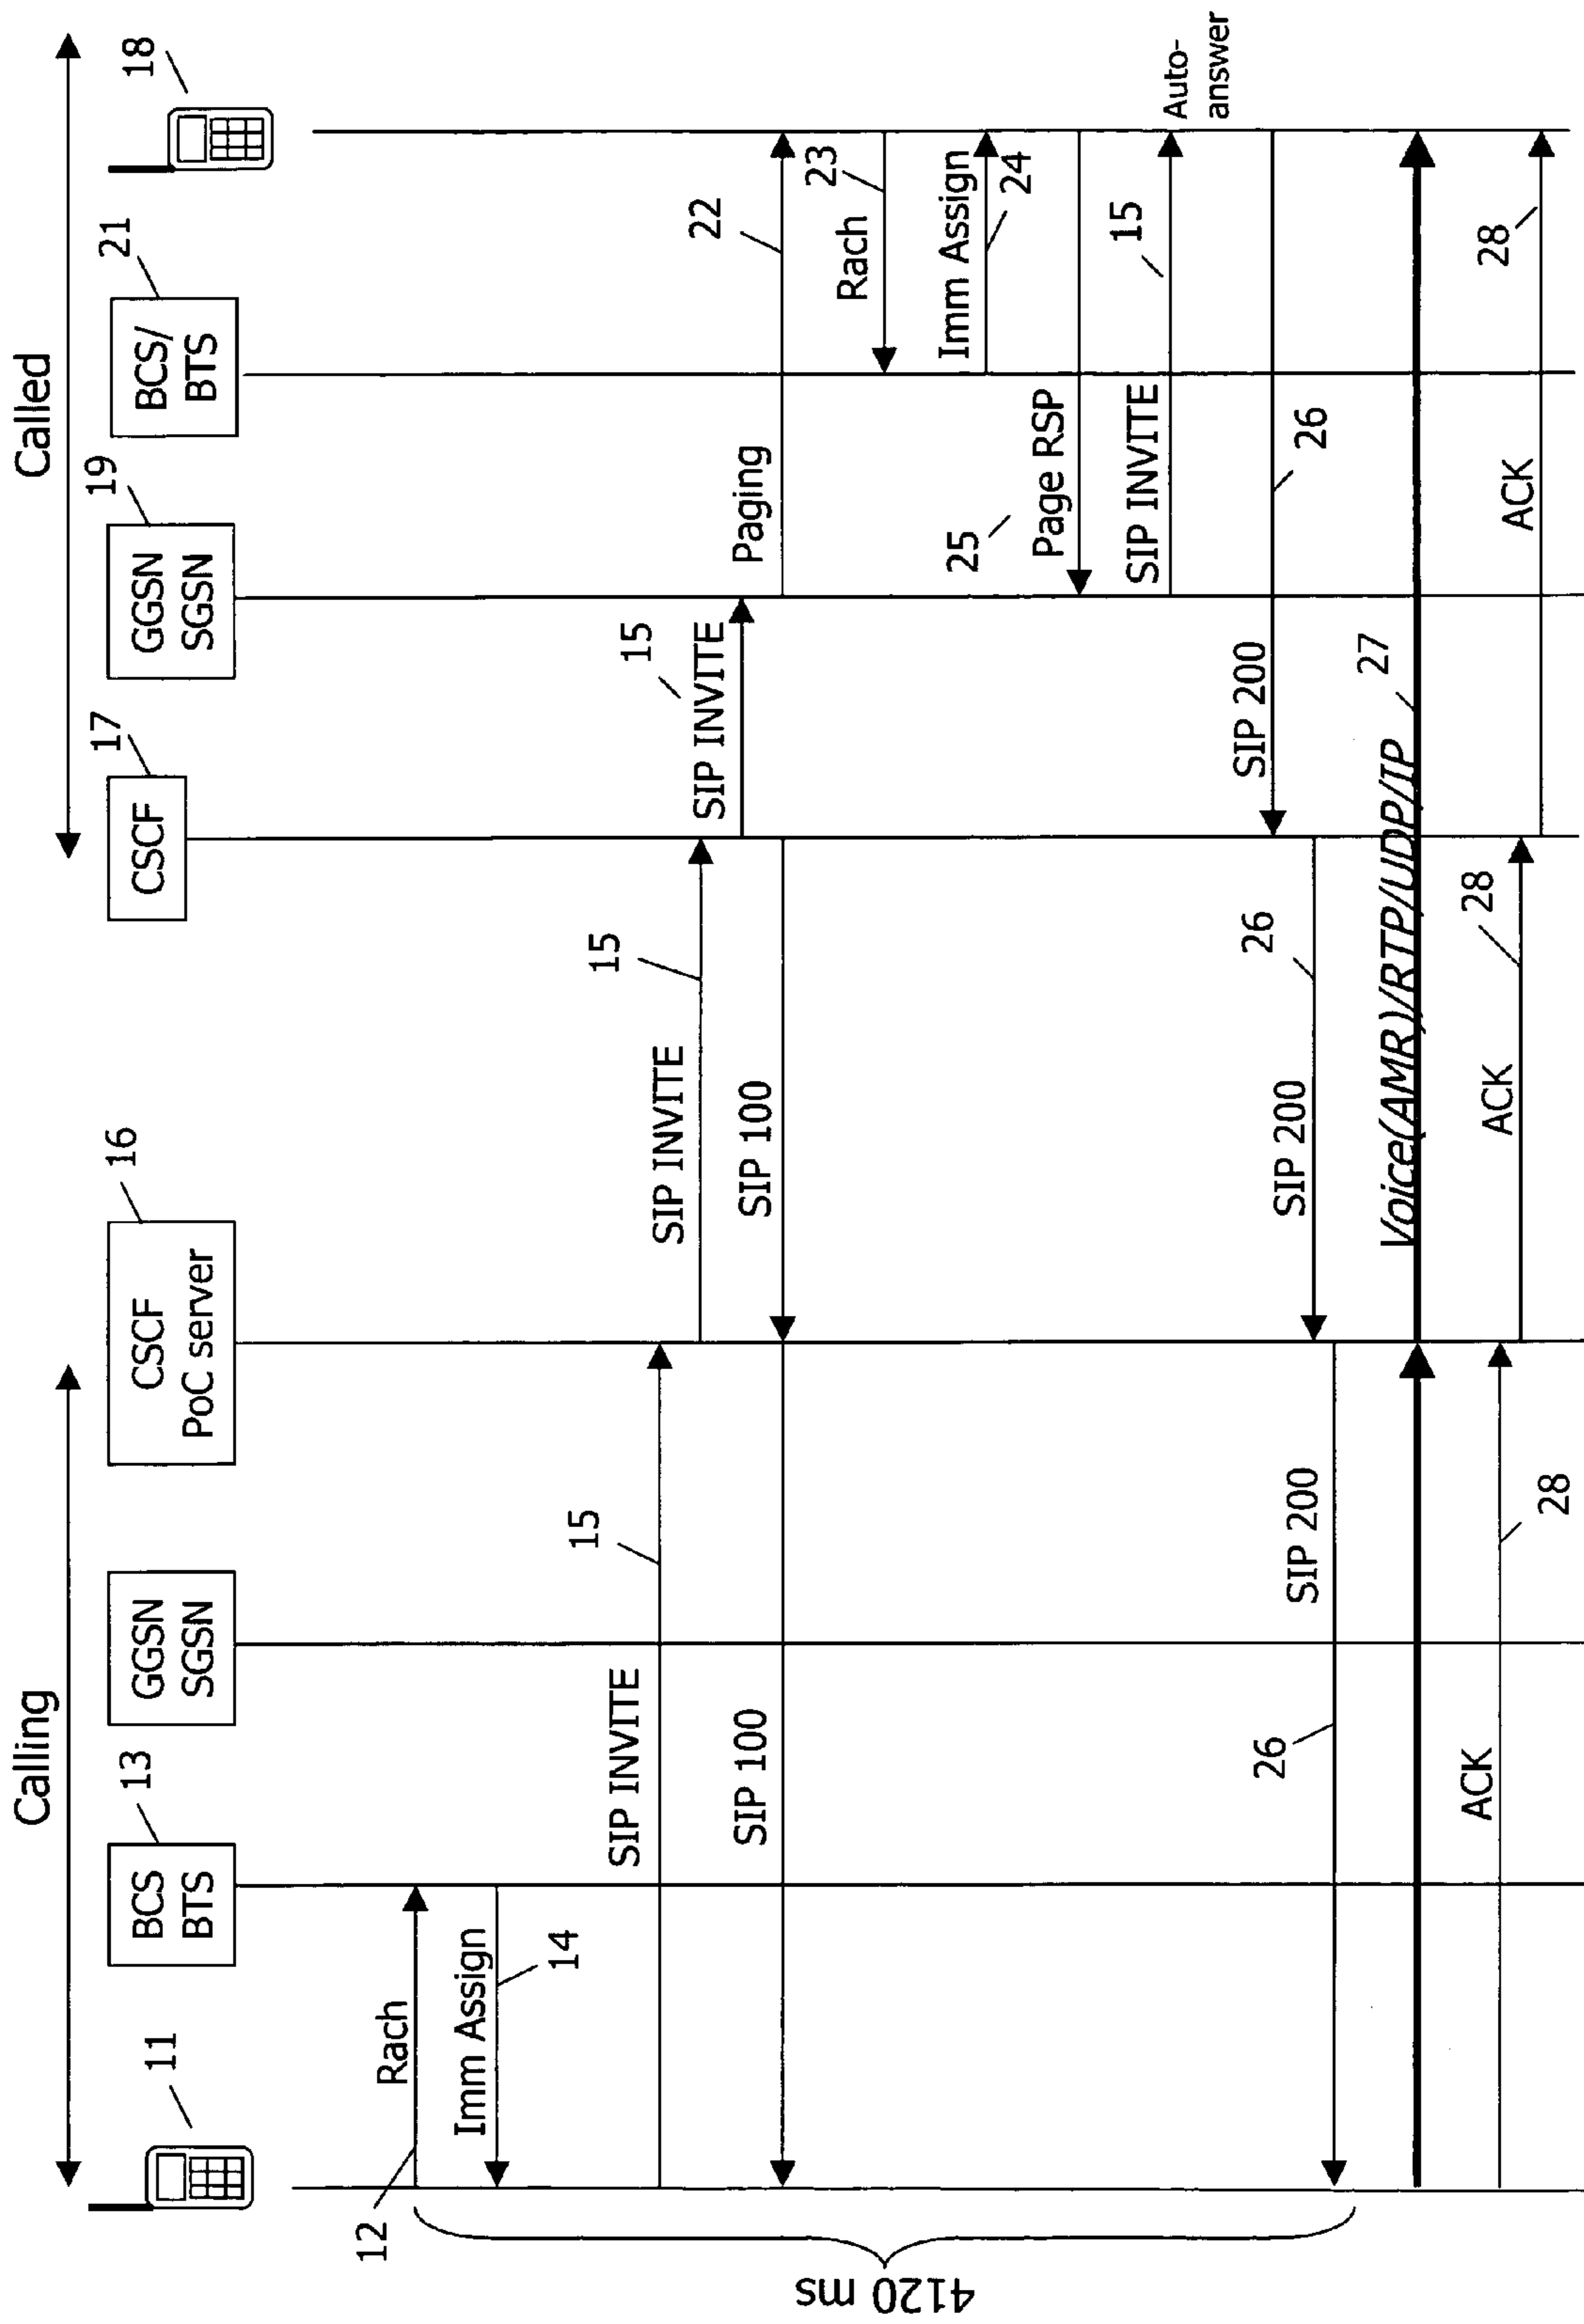 Calling
Called
11
BCS
BTS
13
GGSN
SGSN
CSCF
PoC server
16
CSCF
17
GGSN
SGSN
19
BCS/
BTS
21
18
12
Rach
Imm Assign
14
SIP INVITE
15
SIP INVITE
15
SIP INVITE
15
SIP 100
SIP 100
Paging
22
Rach
23
Imm Assign
24
25
Page RSP
SIP INVITE
15
Auto-
answer
SIP 200
26
SIP 200
26
SIP 200
26
4120 ms
Voice(AMR)/RTP/UDP/IP
27
ACK
28
ACK
28
ACK
28